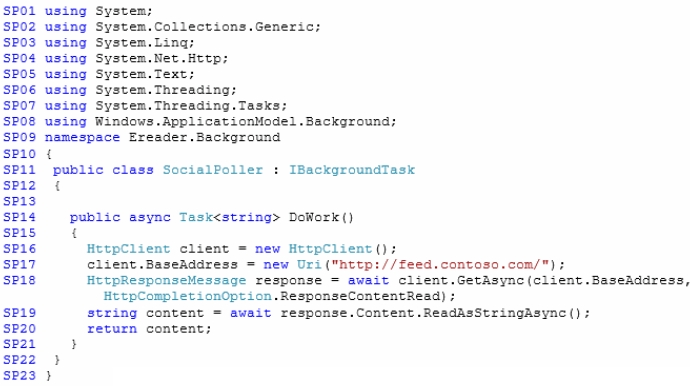 SP01 using System;
SP02 using System.Collections.Generic;
SP03 using System.Linq;
SP04 using System.Net.Http;
SP05 using System.Text;
SP06 using System.Threading;
SP07 using System.Threading.Tasks;
SP08 using Windows.ApplicationModel.Background;
SP09 namespace Ereader.Background
SP10 {
SP11 public class SocialPoller : IBackgroundTask
SP12 {
SP13
SP14 public async Task<string> DoWork()
SP15 {
SP16 HttpClient client = new HttpClient();
SP17 client.BaseAddress = new Uri("http://feed.contoso.com/");
SP18 HttpResponseMessage response = await client.GetAsync(client.BaseAddress,
HttpCompletionOption.ResponseContentRead);
SP19 string content = await response.Content.ReadAsStringAsync();
SP20 return content;
SP21 }
SP22 }
SP23 }